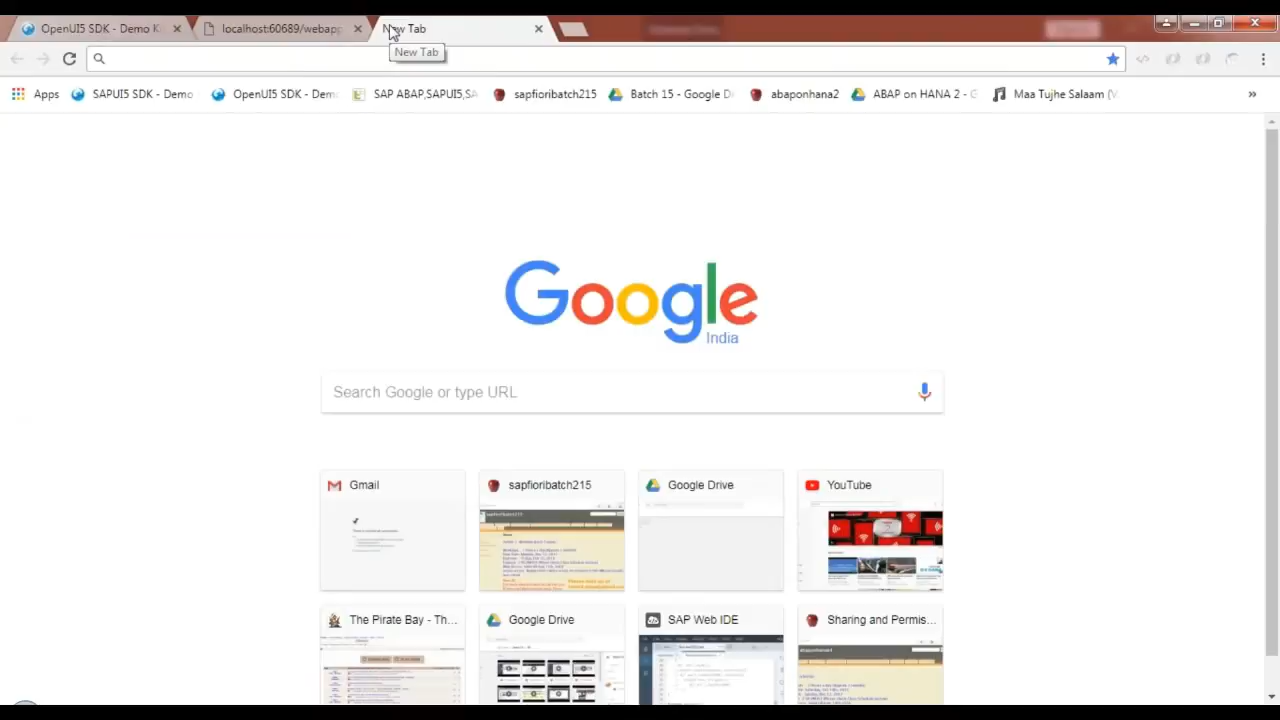 OpenUI5 SDK - Demo K
localhost:60689/webapp
New Tab
New Tab
Apps
SAPUI5 SDK - Demo
OpenUI5 SDK - Dem
SAP ABAP,SAPUI5,SA
sapfioribatch215
Batch 15 - Google D
abaponhana2
ABAP on HANA 2 - G
Maa Tujhe Salaam (V
Google
India
Search Google or type URL
Gmail
sapfioribatch215
Google Drive
YouTube
The Pirate Bay - Th...
Google Drive
SAP Web IDE
Sharing and Permis...